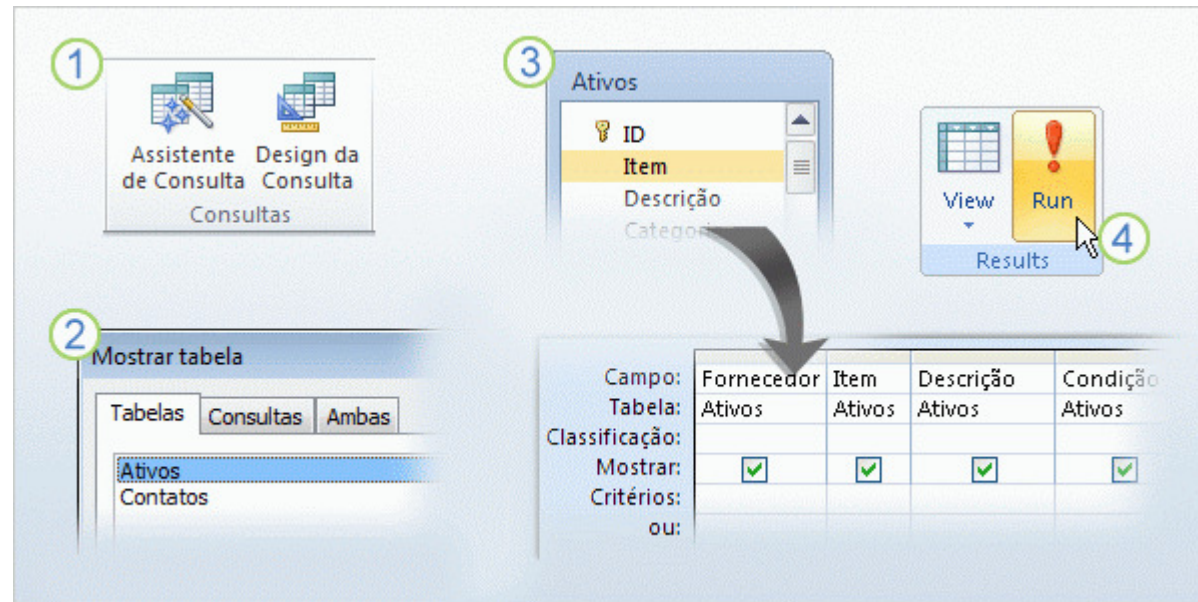 1
Assistente de Consulta
Design da Consulta
Consultas
2
Mostrar tabela
Tabelas Consultas Ambas
Ativos
Contatos
3
Ativos
ID
Item
Descrição
View Run
Results
4
Campo: Fornecedor Item Descrição Condição
Tabela: Ativos Ativos Ativos Ativos
Classificação:
Mostrar:
Critérios:
ou: